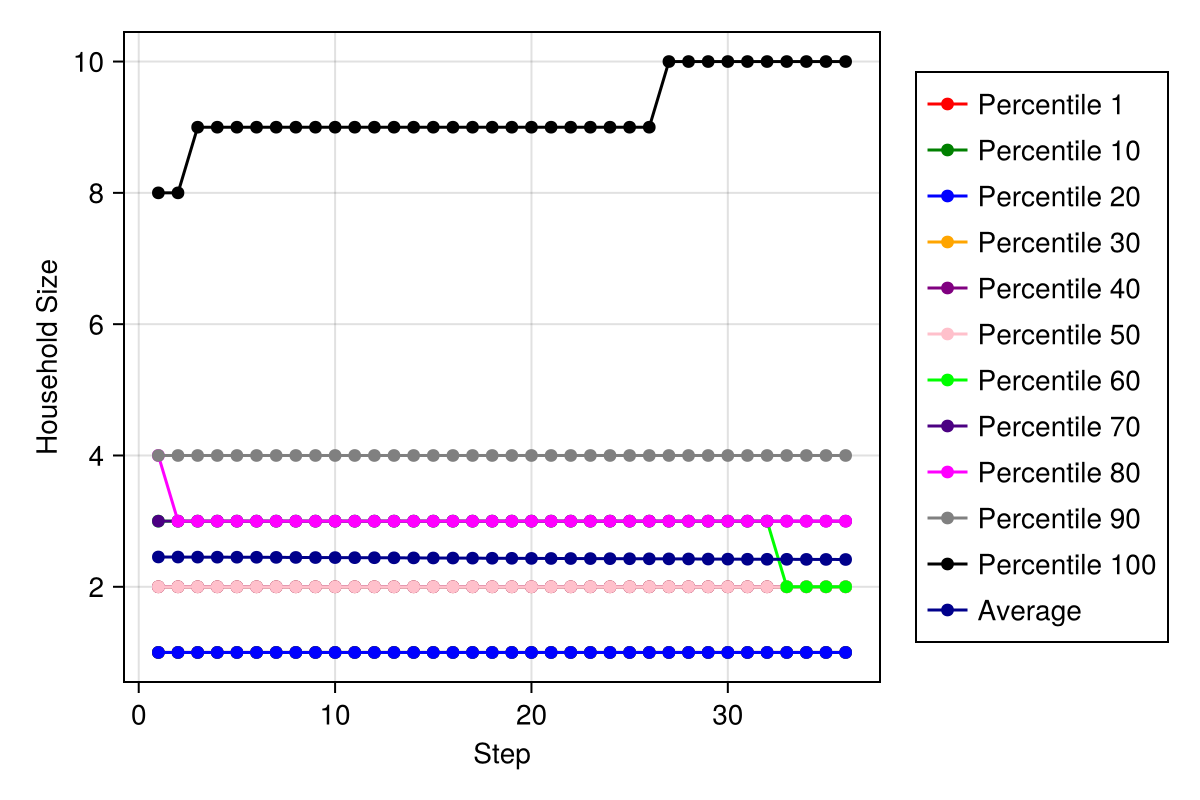 10
8
6
4
2
Household Size
0 10 20 30
Step
Percentile 1
Percentile 10
Percentile 20
Percentile 30
Percentile 40
Percentile 50
Percentile 60
Percentile 70
Percentile 80
Percentile 90
Percentile 100
Average